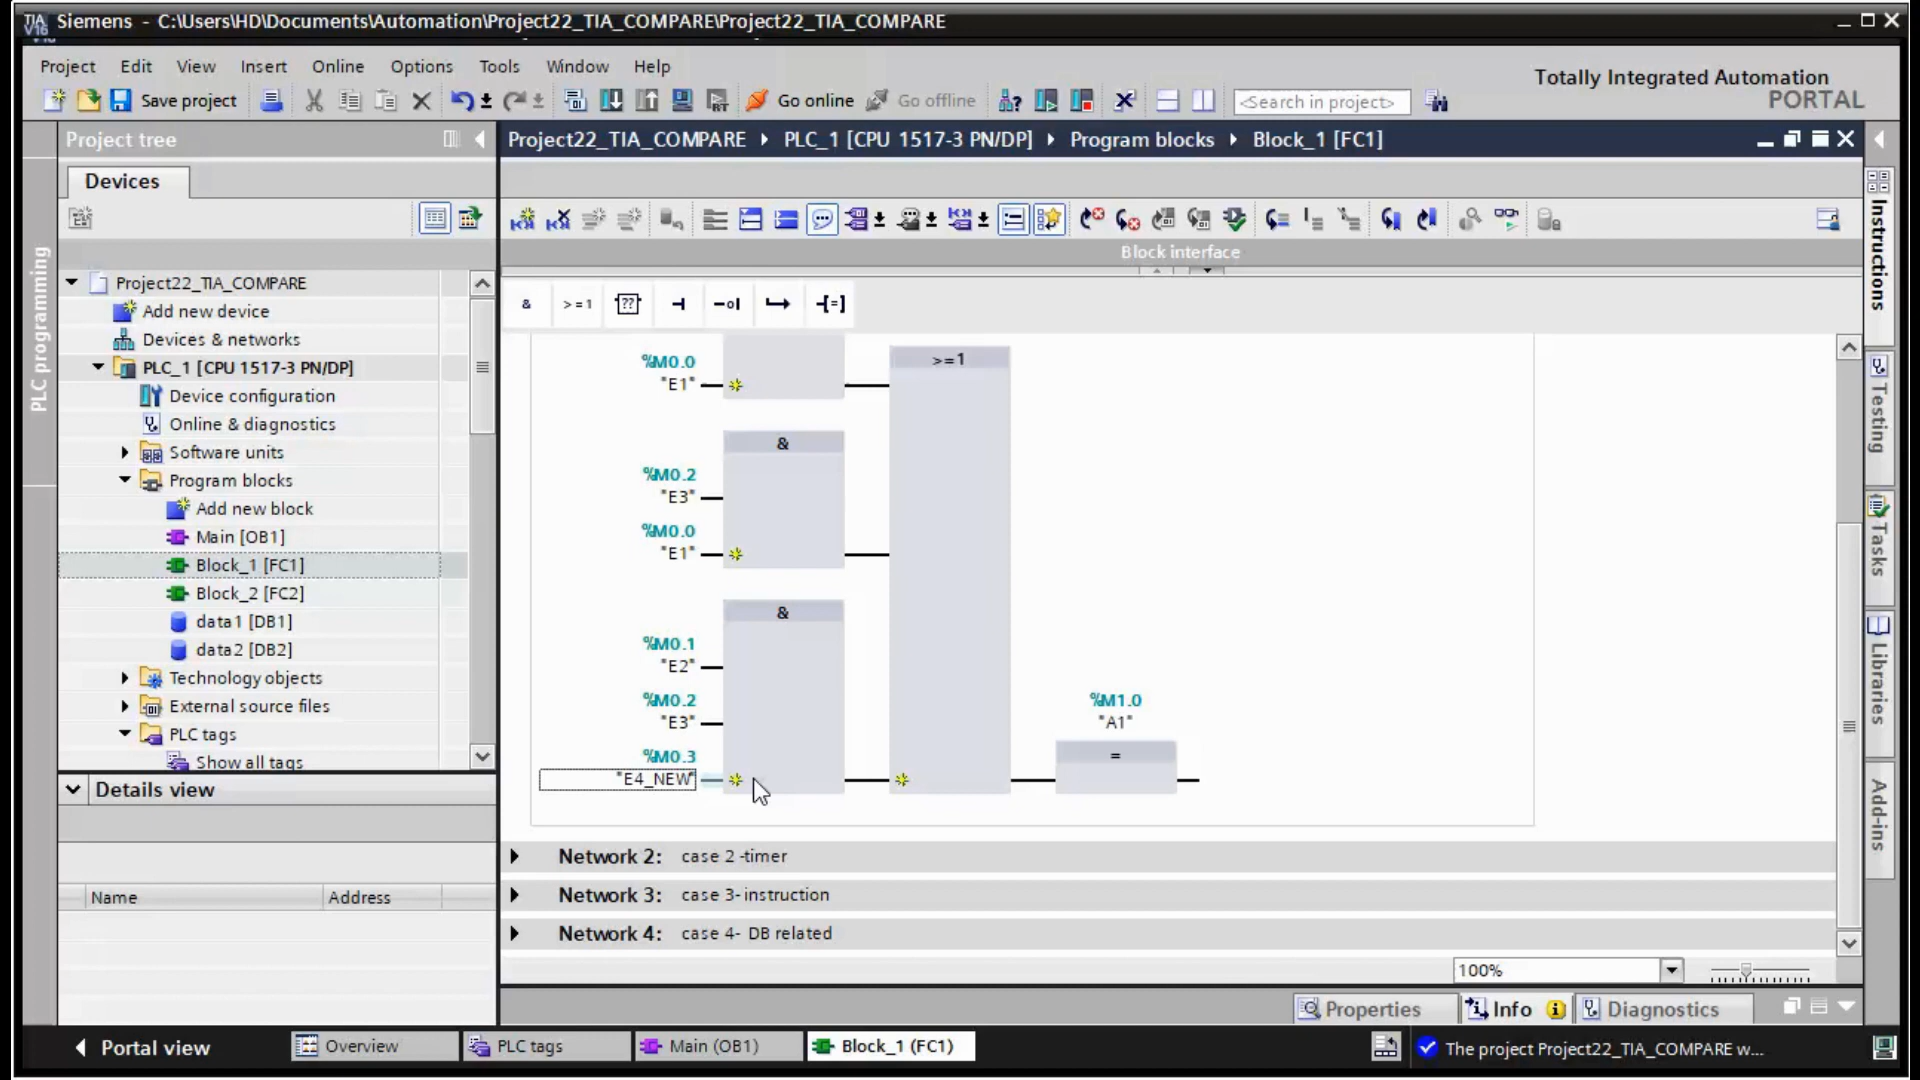 TIA
V16
Siemens - C:\Users\HD\Documents\Automation\Project22_TIA_COMPARE\Project22_TIA_COMPARE
Project Edit View Insert Online Options Tools Window Help
Totally Integrated Automation
PORTAL
Save project
Go online
Go offline
<Search in project>
Project tree
Project22_TIA_COMPARE PLC_1 [CPU 1517-3 PN/DP] Program blocks Block_1 [FC1]
Devices
Block interface
& >=1 ?? -o| -[=]
PLC programming
Project22_TIA_COMPARE
Add new device
Devices & networks
PLC_1 [CPU 1517-3 PN/DP]
Device configuration
Online & diagnostics
Software units
Program blocks
Add new block
Main [OB1]
Block_1 [FC1]
Block_2 [FC2]
data1 [DB1]
data2 [DB2]
Technology objects
External source files
PLC tags
Show all tags
Details view
Name Address
%M0.0
"E1"
>=1
&
%M0.2
"E3"
%M0.0
"E1"
&
%M0.1
"E2"
%M0.2
"E3"
%M0.3
"E4_NEW"
%M1.0
"A1"
=
Network 2: case 2 -timer
Network 3: case 3- instruction
Network 4: case 4- DB related
100%
Properties Info Diagnostics
Instructions
Testing
Tasks
Libraries
Add-ins
Portal view
Overview
PLC tags
Main (OB1)
Block_1 (FC1)
The project Project22_TIA_COMPARE w...